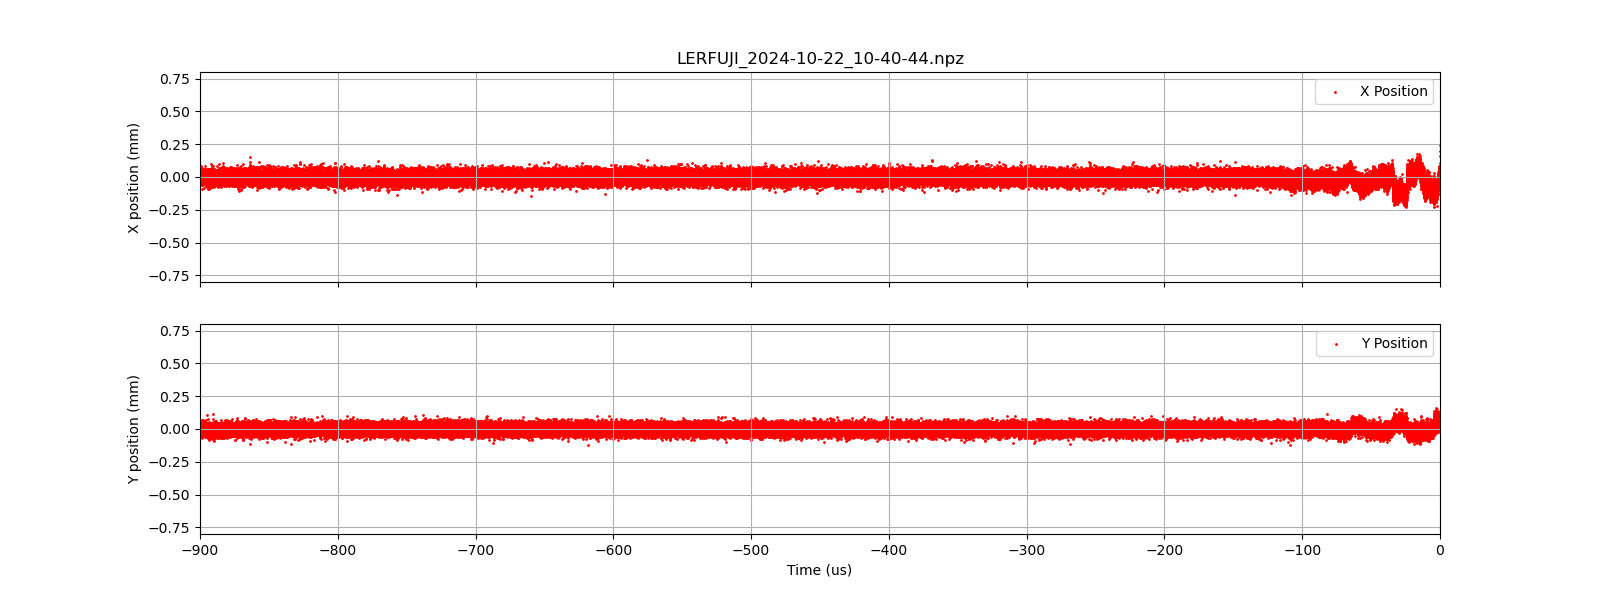 LERFUJI_2024-10-22_10-40-44.npz
X position (mm)
0.75
0.50
0.25
0.00
−0.25
−0.50
−0.75
X Position
Y position (mm)
0.75
0.50
0.25
0.00
−0.25
−0.50
−0.75
Y Position
−900 −800 −700 −600 −500 −400 −300 −200 −100 0
Time (us)